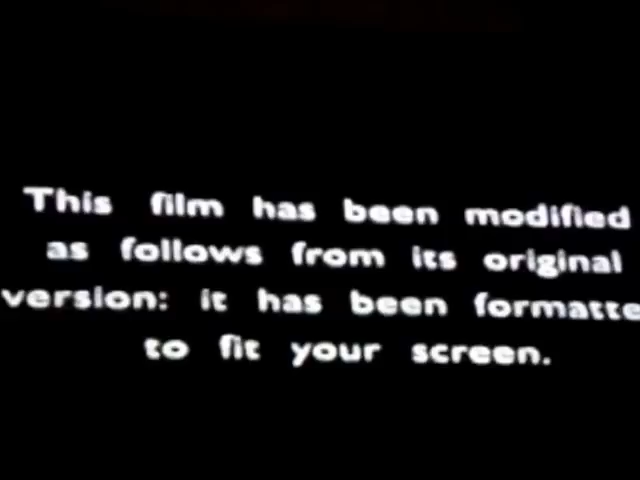 This film has been modified
as follows from its original
version: it has been formatte
to fit your screen.